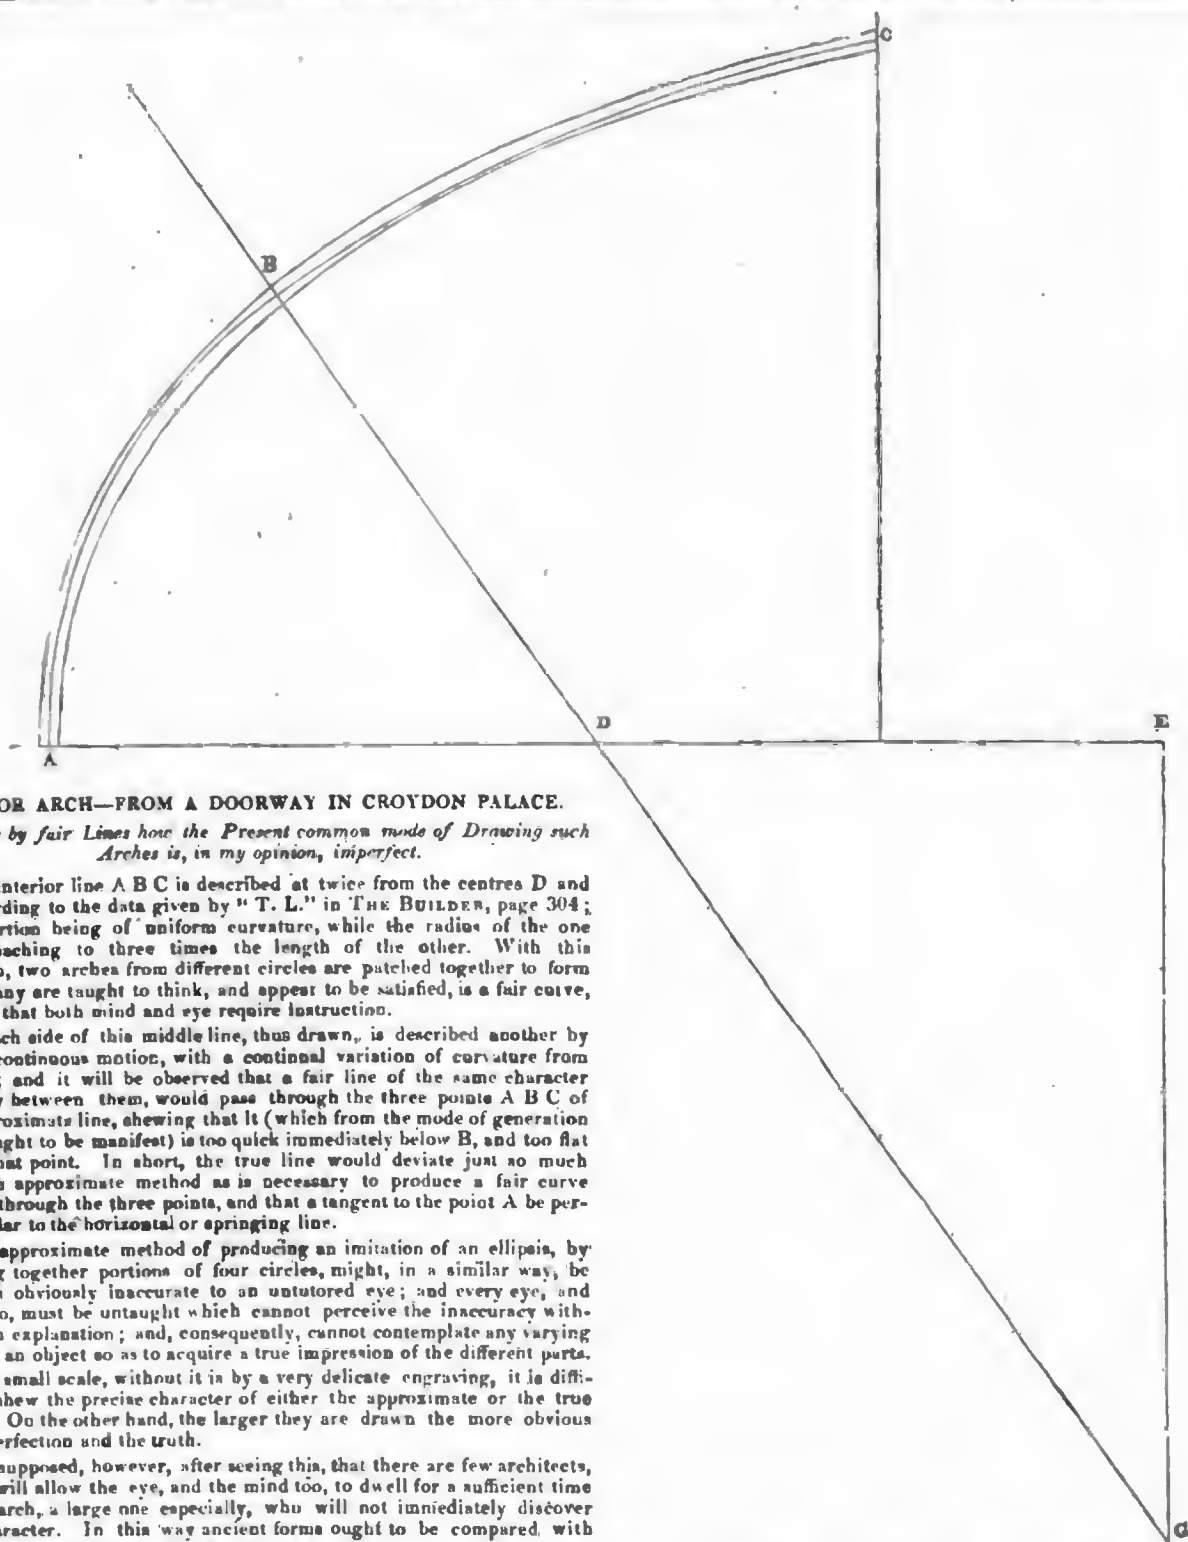 C
B
D
E
A
OR ARCH—FROM A DOORWAY IN CROYDON PALACE.
by fair Lines how the Present common mode of Drawing such
Arches is, in my opinion, imperfect.
nterior line A B C is described at twice from the centres D and
ding to the data given by "T. L." in THE BUILDER, page 304;
rtion being of uniform curvature, while the radius of the one
aching to three times the length of the other. With this
o, two arches from different circles are patched together to form
any are taught to think, and appear to be satisfied, is a fair curve,
that both mind and eye require instruction.
ch side of this middle line, thus drawn, is described another by
continuous motion, with a continual variation of curvature from
; and it will be observed that a fair line of the same character
y between them, would pass through the three points A B C of
roximate line, shewing that it (which from the mode of generation
ught to be manifest) is too quick immediately below B, and too flat
hat point. In short, the true line would deviate just so much
approximate method as is necessary to produce a fair curve
through the three points, and that a tangent to the point A be per-
lar to the horizontal or springing line.
approximate method of producing an imitation of an ellipsis, by
g together portions of four circles, might, in a similar way, be
obviously inaccurate to an untutored eye; and every eye, and
o, must be untaught which cannot perceive the inaccuracy with-
explanation; and, consequently, cannot contemplate any varying
an object so as to acquire a true impression of the different parts.
small scale, without it is by a very delicate engraving, it is diffi-
shew the precise character of either the approximate or the true
On the other hand, the larger they are drawn the more obvious
erfection and the truth.
supposed, however, after seeing this, that there are few architects,
will allow the eye, and the mind too, to dwell for a sufficient time
arch, a large one especially, who will not immediately discover
aracter. In this way ancient forms ought to be compared with
G